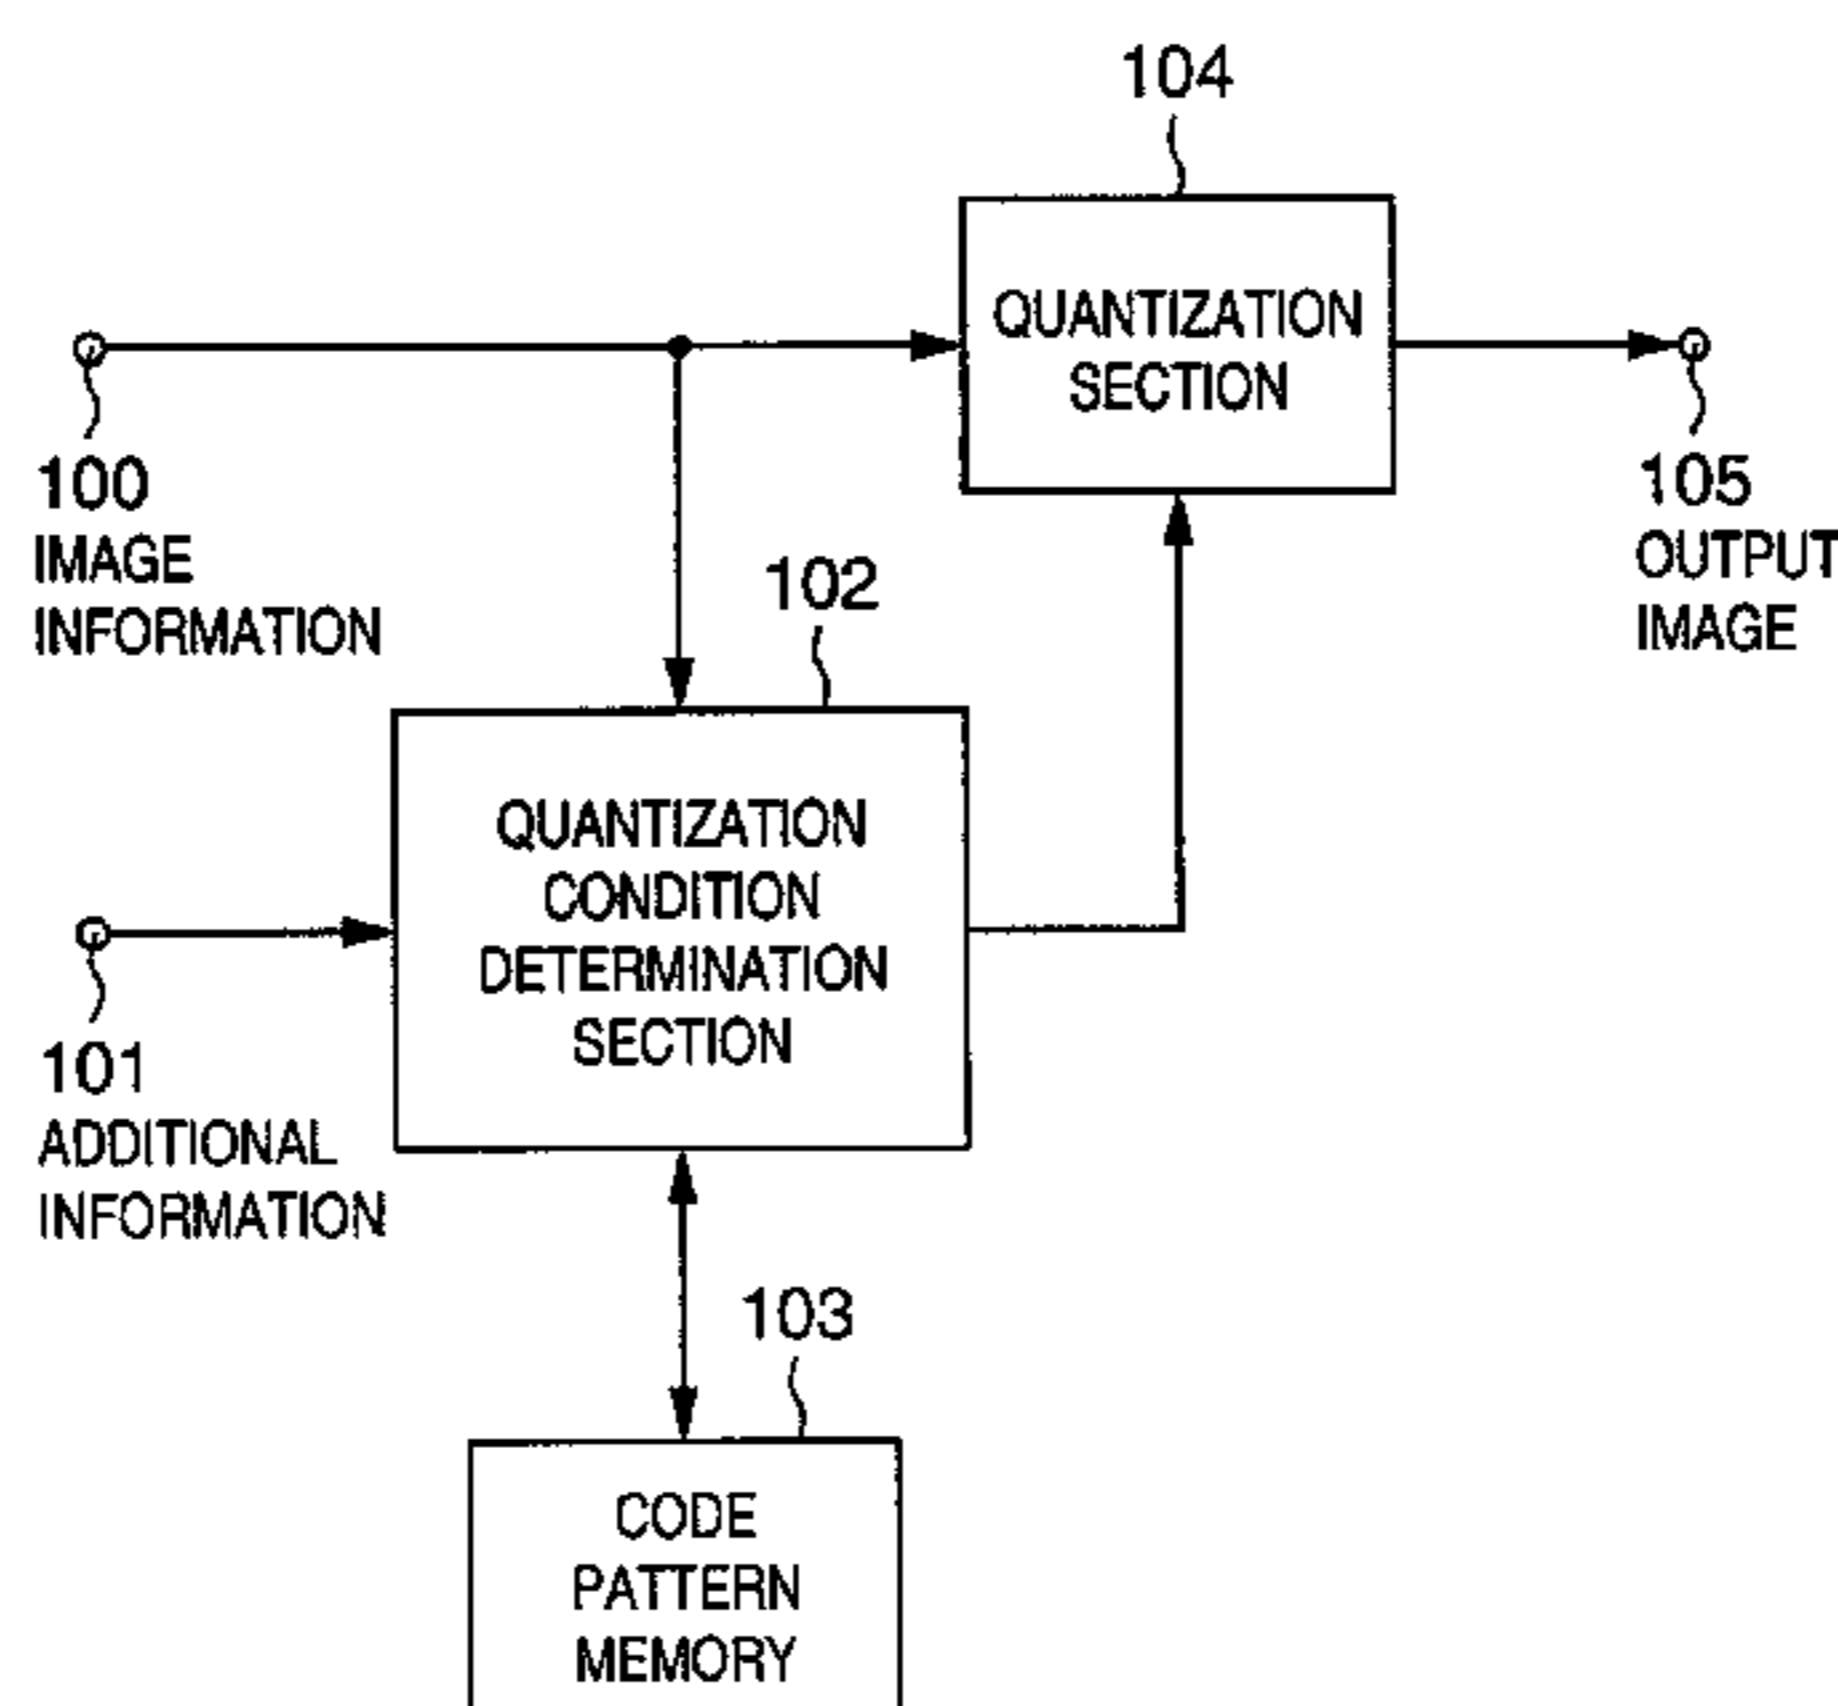 104
QUANTIZATION
SECTION
100
IMAGE
INFORMATION
105
OUTPUT
IMAGE
102
QUANTIZATION
CONDITION
DETERMINATION
SECTION
101
ADDITIONAL
INFORMATION
103
CODE
PATTERN
MEMORY